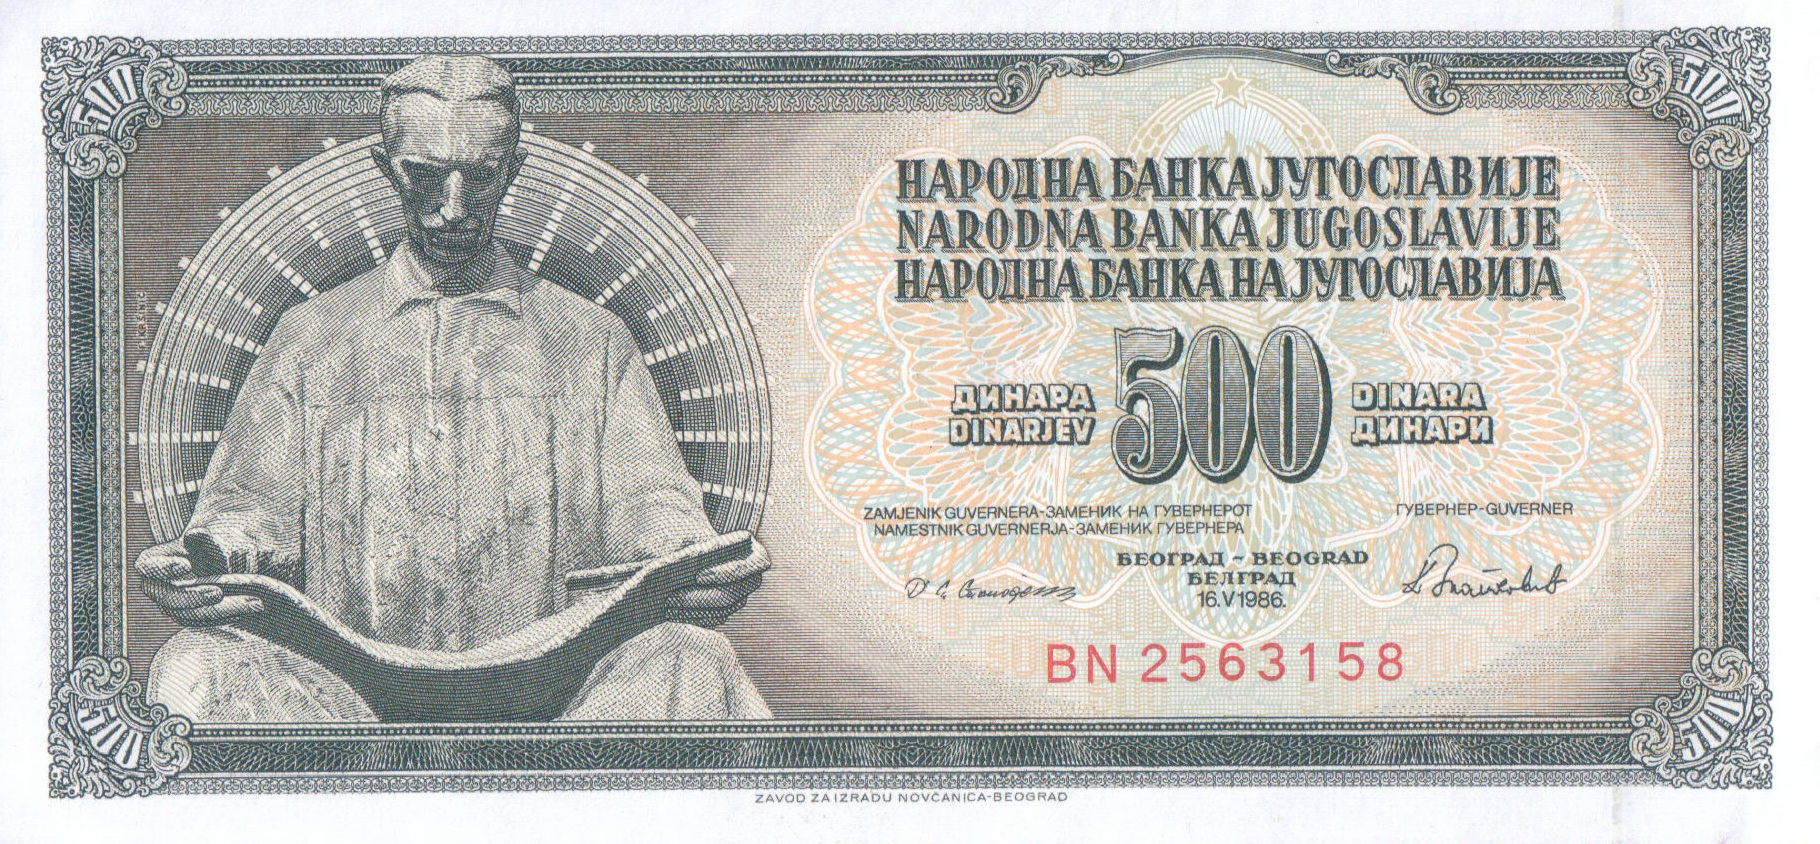 500
500
НАРОДНА БАНКА ЈУГОСЛАВИЈЕ
NARODNA BANKA JUGOSLAVIJE
НАРОДНА БАНКА НА ЈУГОСЛАВИЈА
ДИНАРА 500 DINARA
DINARJEV ДИНАРИ
ZAMJENIK GUVERNERA-ЗАМЕНИК НА ГУВЕРНЕРОТ ГУВЕРНЕР-GUVERNER
NAMESTNIK GUVERNERJA-ЗАМЕНИК ГУВЕРНЕРА
БЕОГРАД - BEOGRAD
БЕЛГРАД
16.V 1986.
BN 2563158
500
500
ZAVOD ZA IZRADU NOVČANICA-BEOGRAD